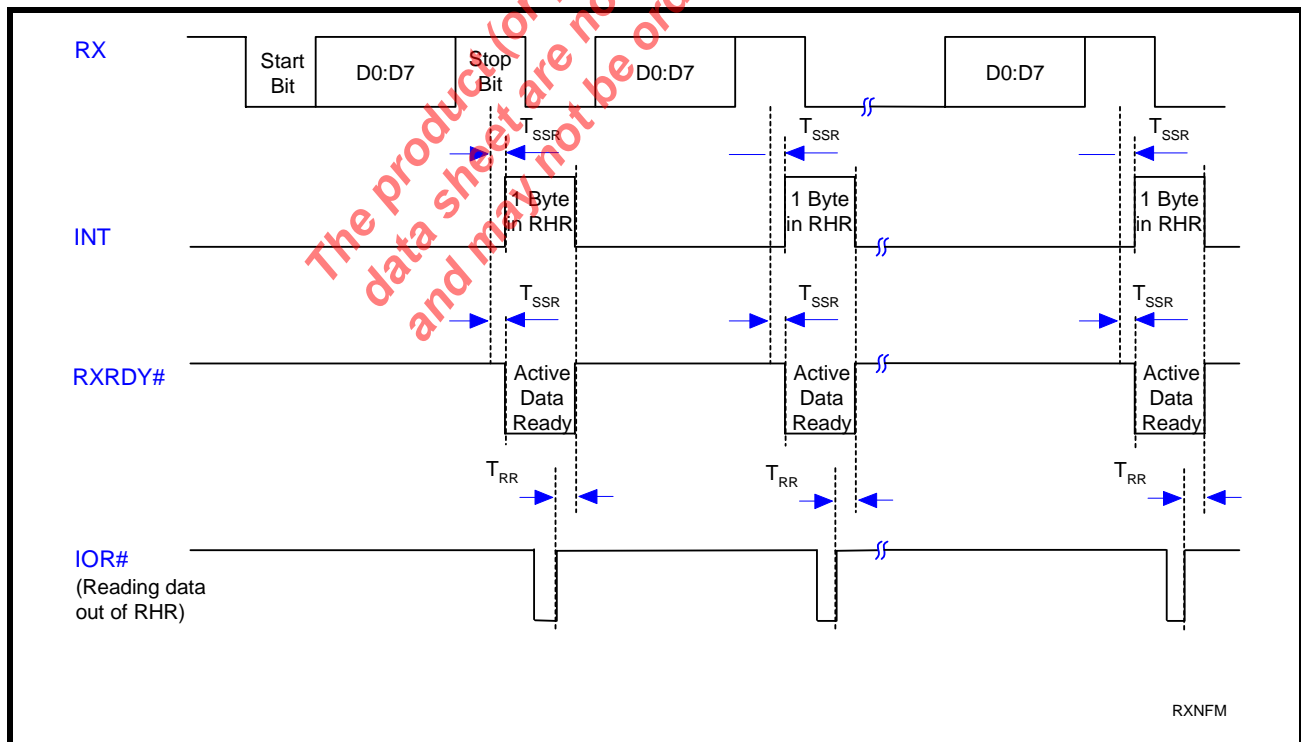 RX
Start
Bit
D0:D7
Stop
Bit
D0:D7
D0:D7
TSSR
TSSR
TSSR
INT
1 Byte
in RHR
1 Byte
in RHR
1 Byte
in RHR
TSSR
TSSR
TSSR
RXRDY#
Active
Data
Ready
Active
Data
Ready
Active
Data
Ready
TRR
TRR
TRR
IOR#
(Reading data
out of RHR)
RXNFM
The product (or
data sheet are no
and may not be ord